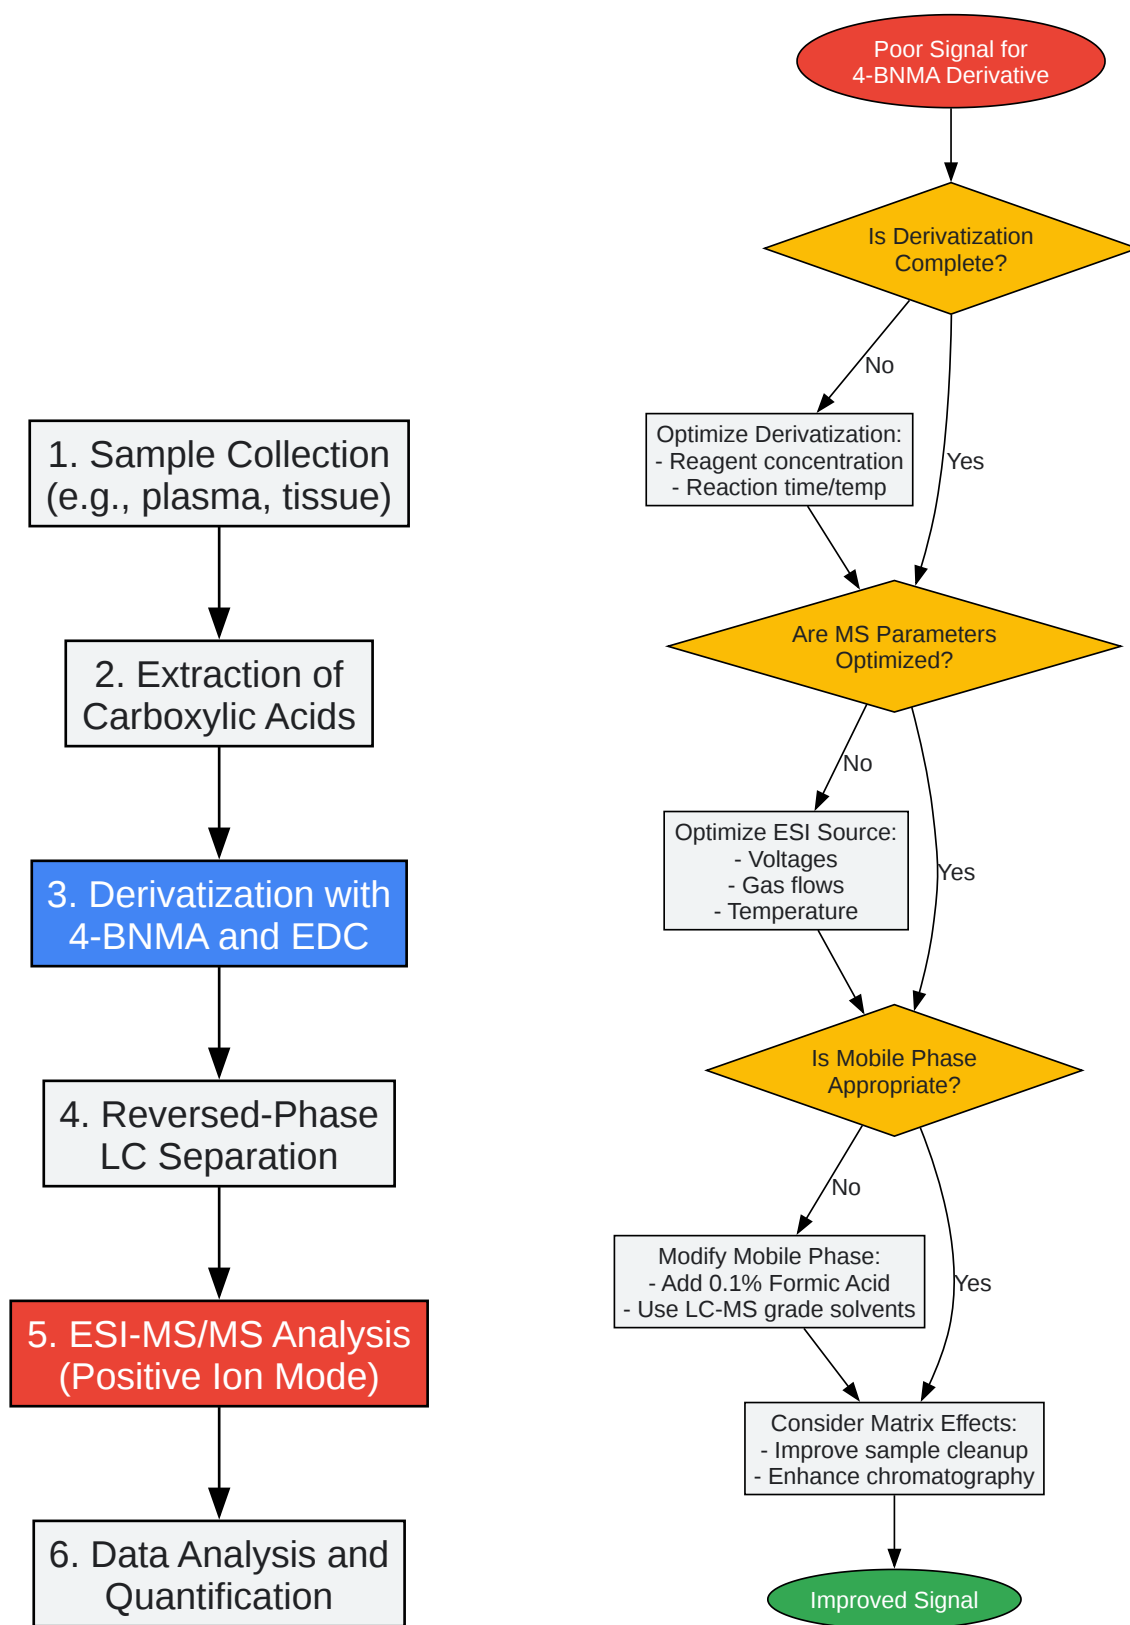 1. Sample Collection
(e.g., plasma, tissue)
2. Extraction of
Carboxylic Acids
3. Derivatization with
4-BNMA and EDC
4. Reversed-Phase
LC Separation
5. ESI-MS/MS Analysis
(Positive Ion Mode)
6. Data Analysis and
Quantification
Poor Signal for
4-BNMA Derivative
Is Derivatization
Complete?
No
Yes
Optimize Derivatization:
- Reagent concentration
- Reaction time/temp
Are MS Parameters
Optimized?
No
Yes
Optimize ESI Source:
- Voltages
- Gas flows
- Temperature
Is Mobile Phase
Appropriate?
No
Yes
Modify Mobile Phase:
- Add 0.1% Formic Acid
- Use LC-MS grade solvents
Consider Matrix Effects:
- Improve sample cleanup
- Enhance chromatography
Improved Signal